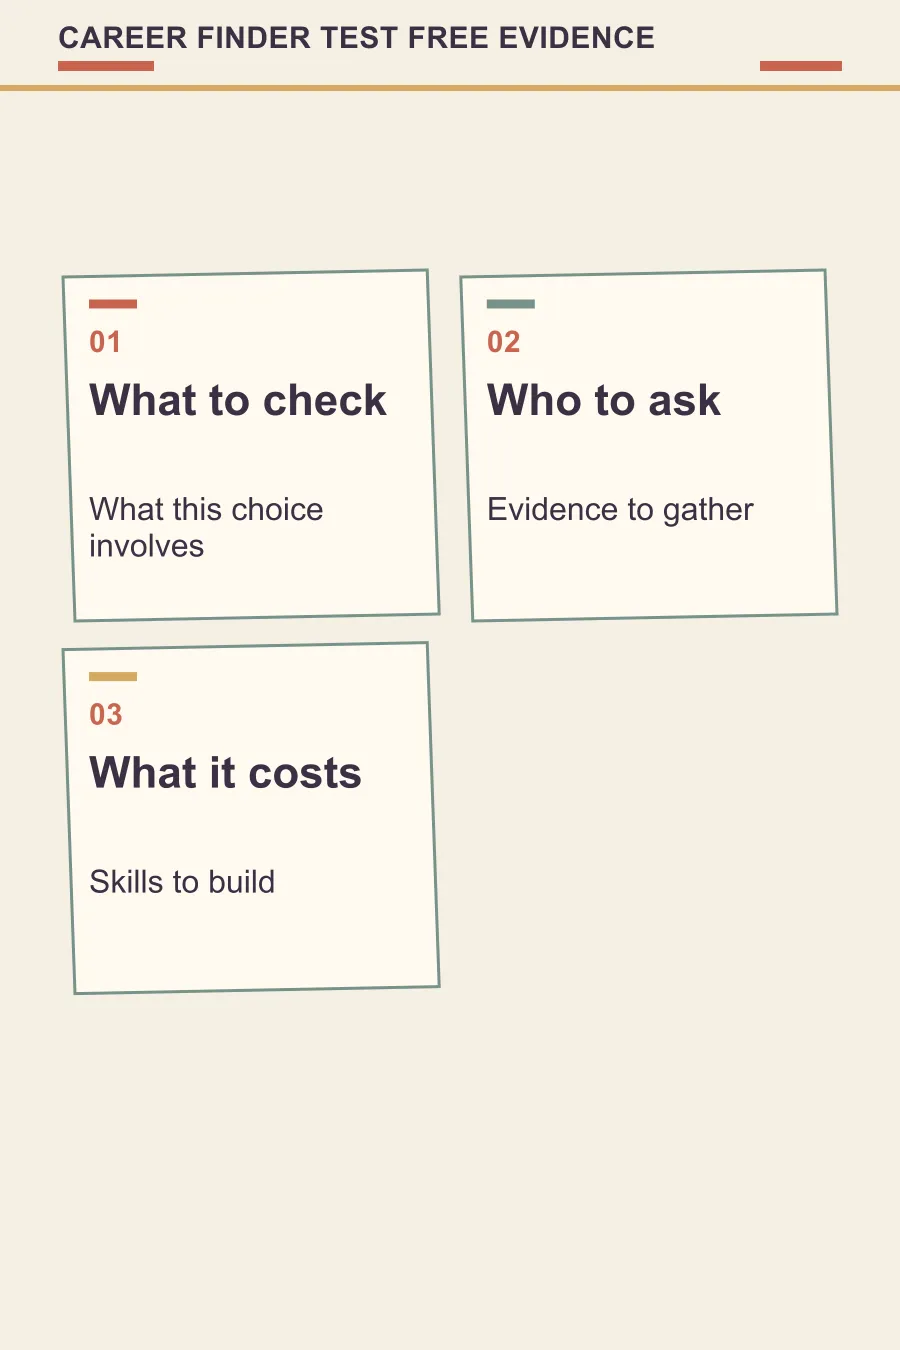 CAREER FINDER TEST FREE EVIDENCE
01
What to check
What this choice
involves
02
Who to ask
Evidence to gather
03
What it costs
Skills to build